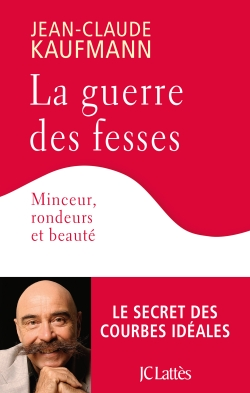 JEAN-CLAUDE
KAUFMANN
La guerre
des fesses
Minceur,
rondeurs
et beauté
LE SECRET DES
COURBES IDÉALES
JC Lattès